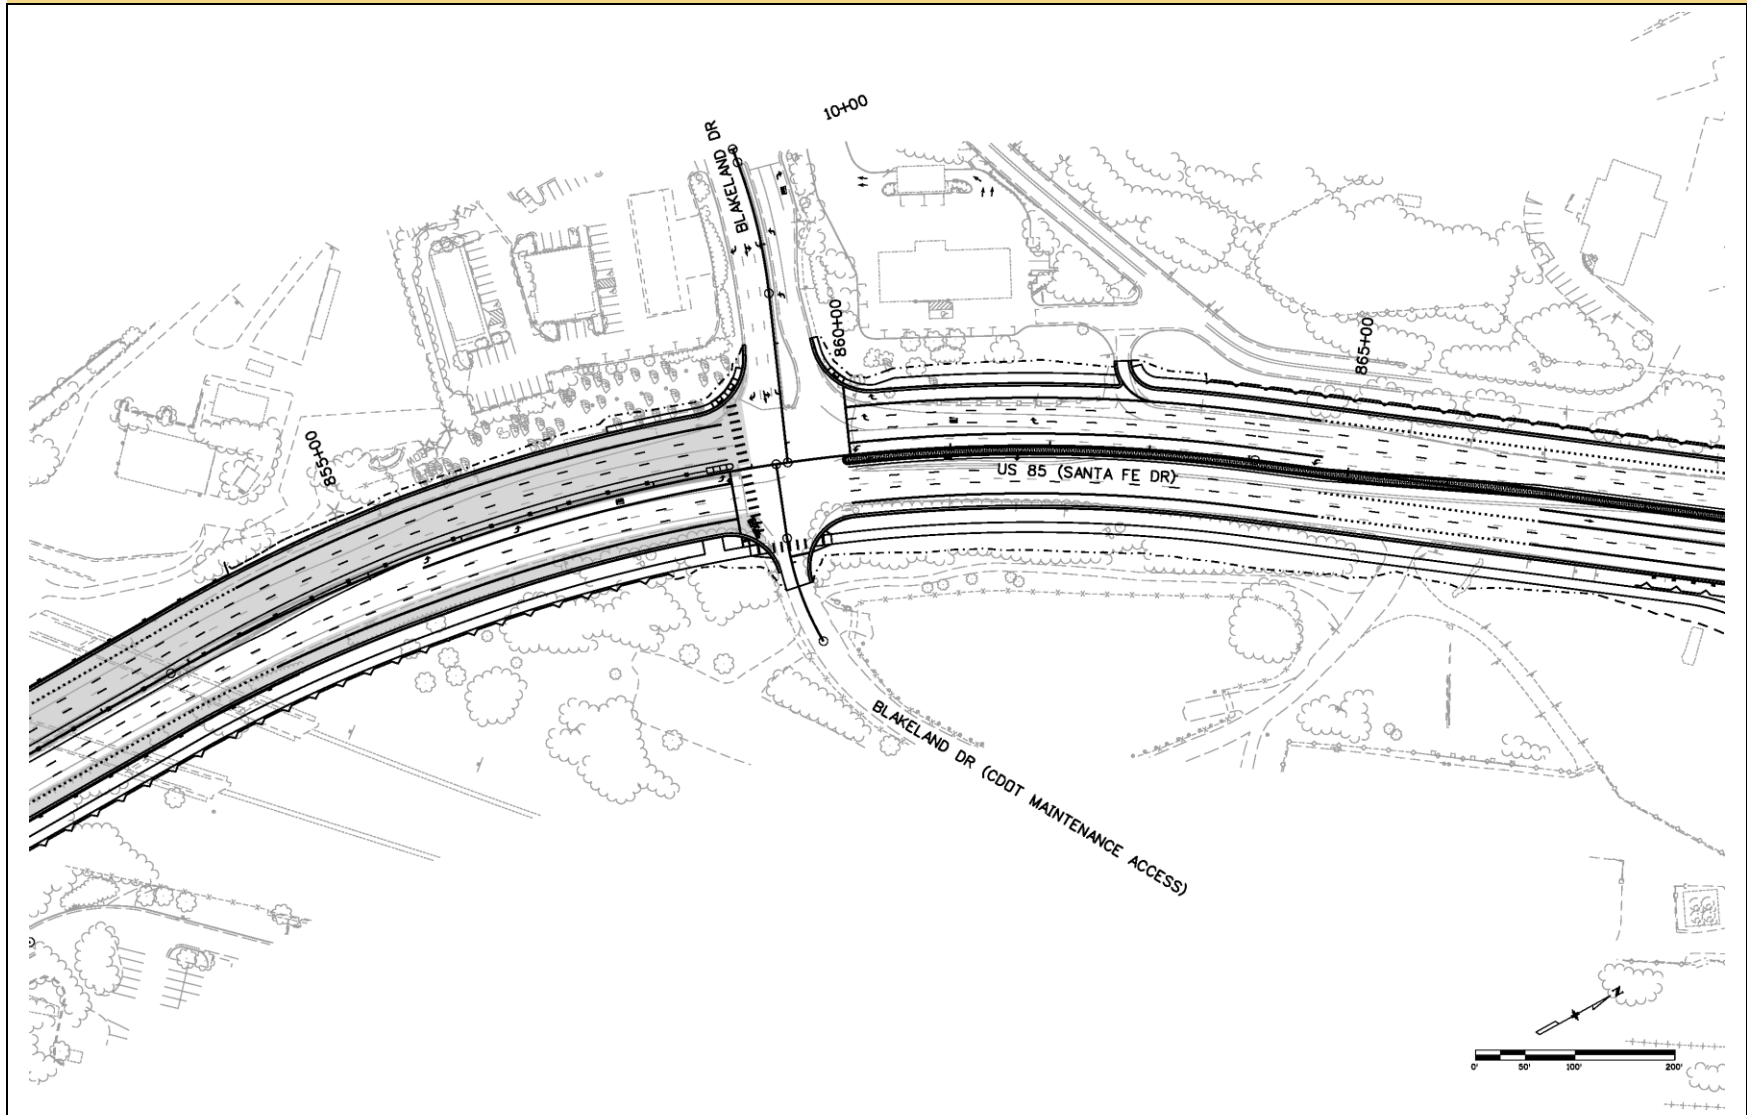 10+00
BLAKELAND DR
860+00
865+00
855+00
US 85 (SANTA FE DR)
BLAKELAND DR (CDOT MAINTENANCE ACCESS)
N
0' 50' 100' 200'